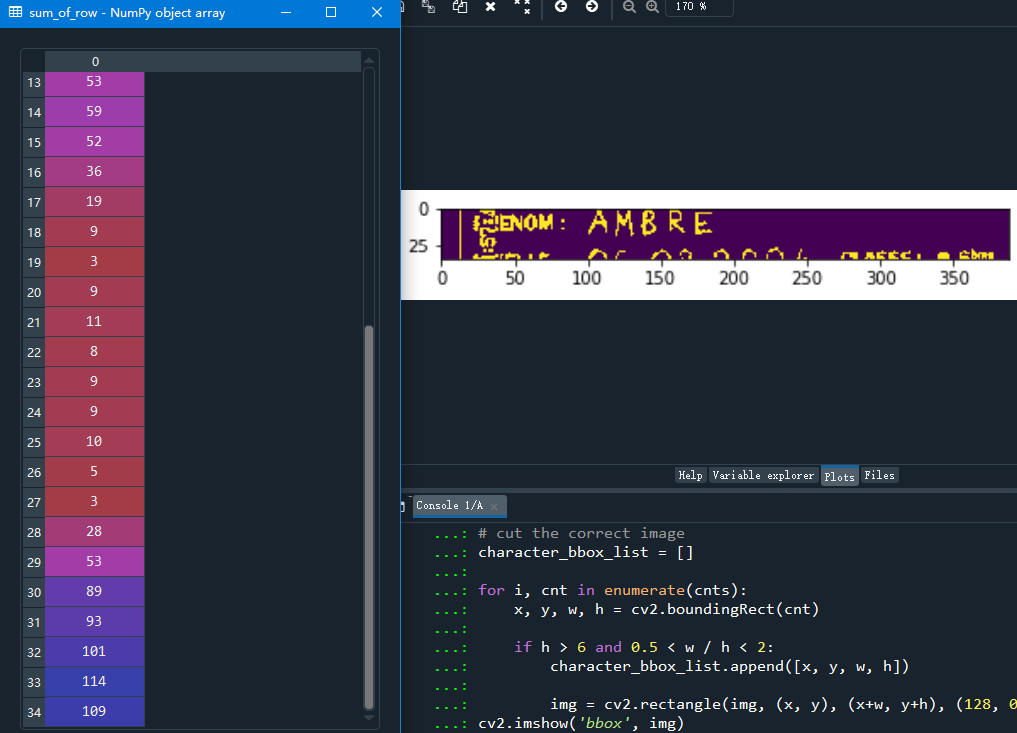 sum_of_row - NumPy object array
170 %
0
13 53
14 59
15 52
16 36
17 19
18 9
19 3
20 9
21 11
22 8
23 9
24 9
25 10
26 5
27 3
28 28
29 53
30 89
31 93
32 101
33 114
34 109
0
25
ENOM: AMBRE
0 50 100 150 200 250 300 350
Help Variable explorer Plots Files
Console 1/A
...: # cut the correct image
...: character_bbox_list = []
...:
...: for i, cnt in enumerate(cnts):
...: x, y, w, h = cv2.boundingRect(cnt)
...:
...: if h > 6 and 0.5 < w / h < 2:
...: character_bbox_list.append([x, y, w, h])
...:
...: img = cv2.rectangle(img, (x, y), (x+w, y+h), (128, 0
...: cv2.imshow('bbox', img)